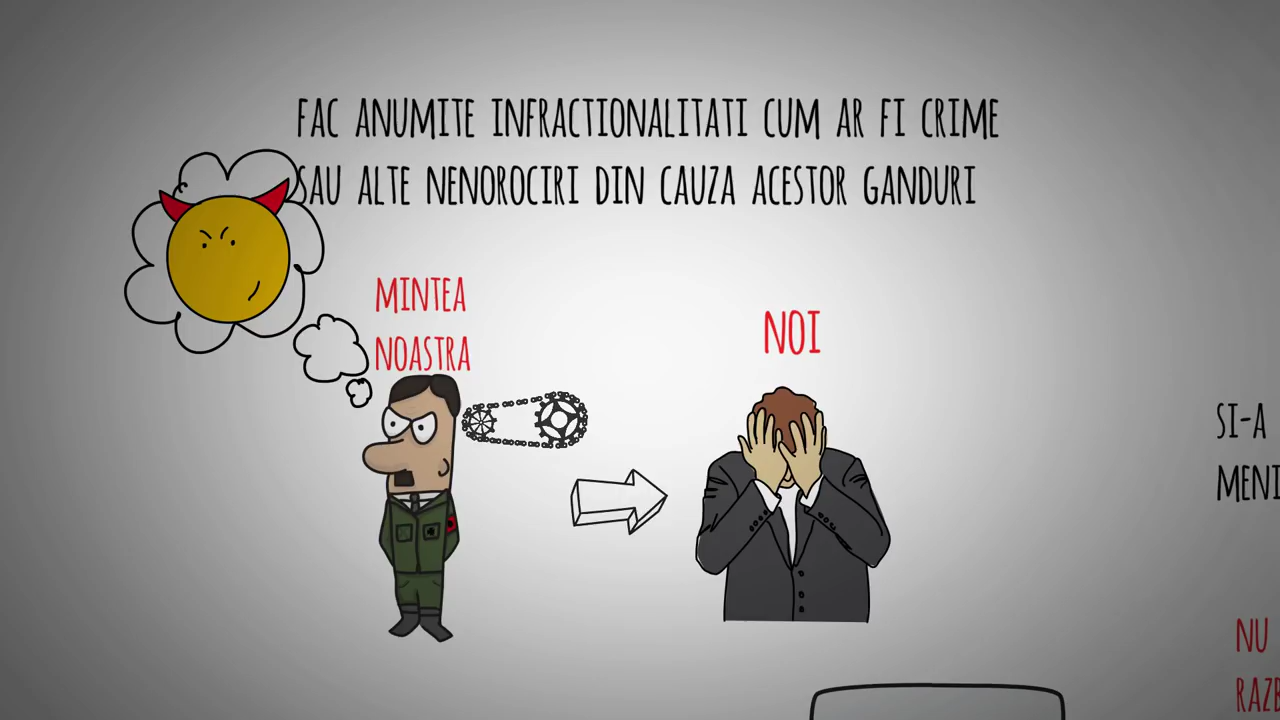 FAC ANUMITE INFRACTIONALITATI CUM AR FI CRIME
SAU ALTE NENOROCIRI DIN CAUZA ACESTOR GANDURI
MINTEA
NOASTRA
NOI
SI-A
MENI
NU